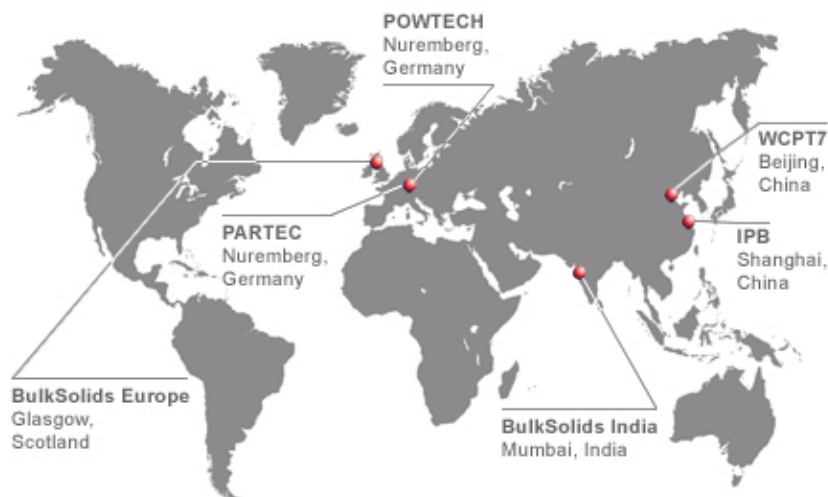 POWTECH
Nuremberg,
Germany
WCPT7
Beijing,
China
PARTEC
Nuremberg,
Germany
IPB
Shanghai,
China
BulkSolids Europe
Glasgow,
Scotland
BulkSolids India
Mumbai, India